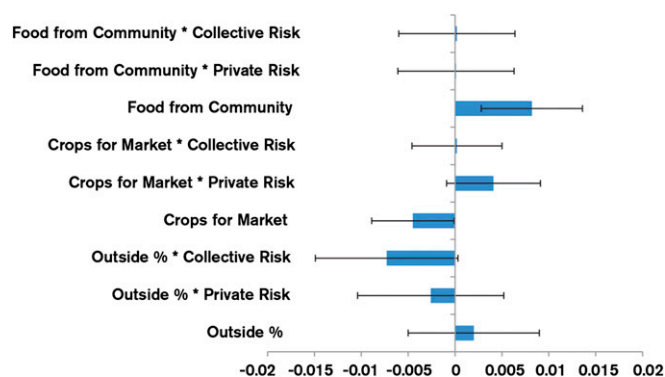 Food from Community * Collective Risk
Food from Community * Private Risk
Food from Community
Crops for Market * Collective Risk
Crops for Market * Private Risk
Crops for Market
Outside % * Collective Risk
Outside % * Private Risk
Outside %
-0.02 -0.015 -0.01 -0.005 0 0.005 0.01 0.015 0.02